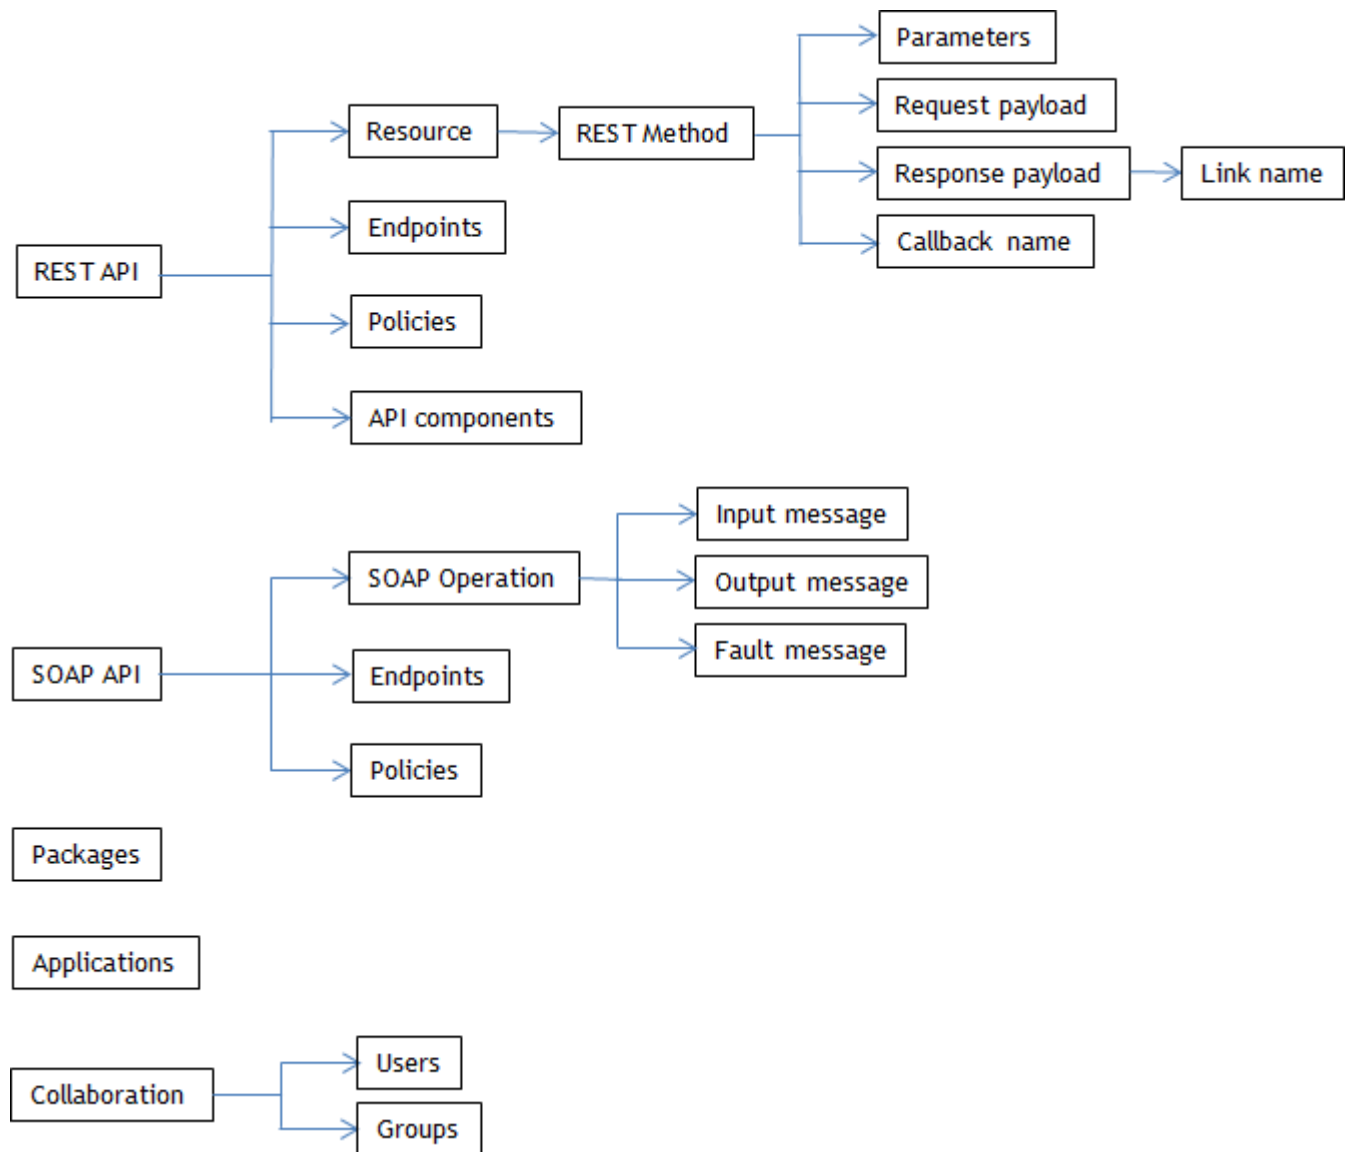 Parameters
Request payload
Resource
REST Method
Response payload
Link name
Endpoints
Callback name
REST API
Policies
API components
Input message
SOAP Operation
Output message
Fault message
SOAP API
Endpoints
Policies
Packages
Applications
Users
Collaboration
Groups